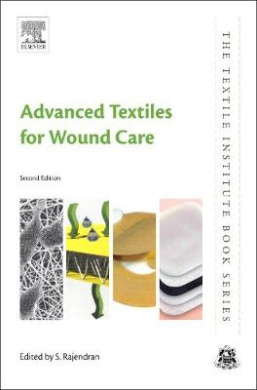 ELSEVIER
Advanced Textiles
for Wound Care
Second Edition
Edited by S. Rajendran
THE TEXTILE INSTITUTE BOOK SERIES